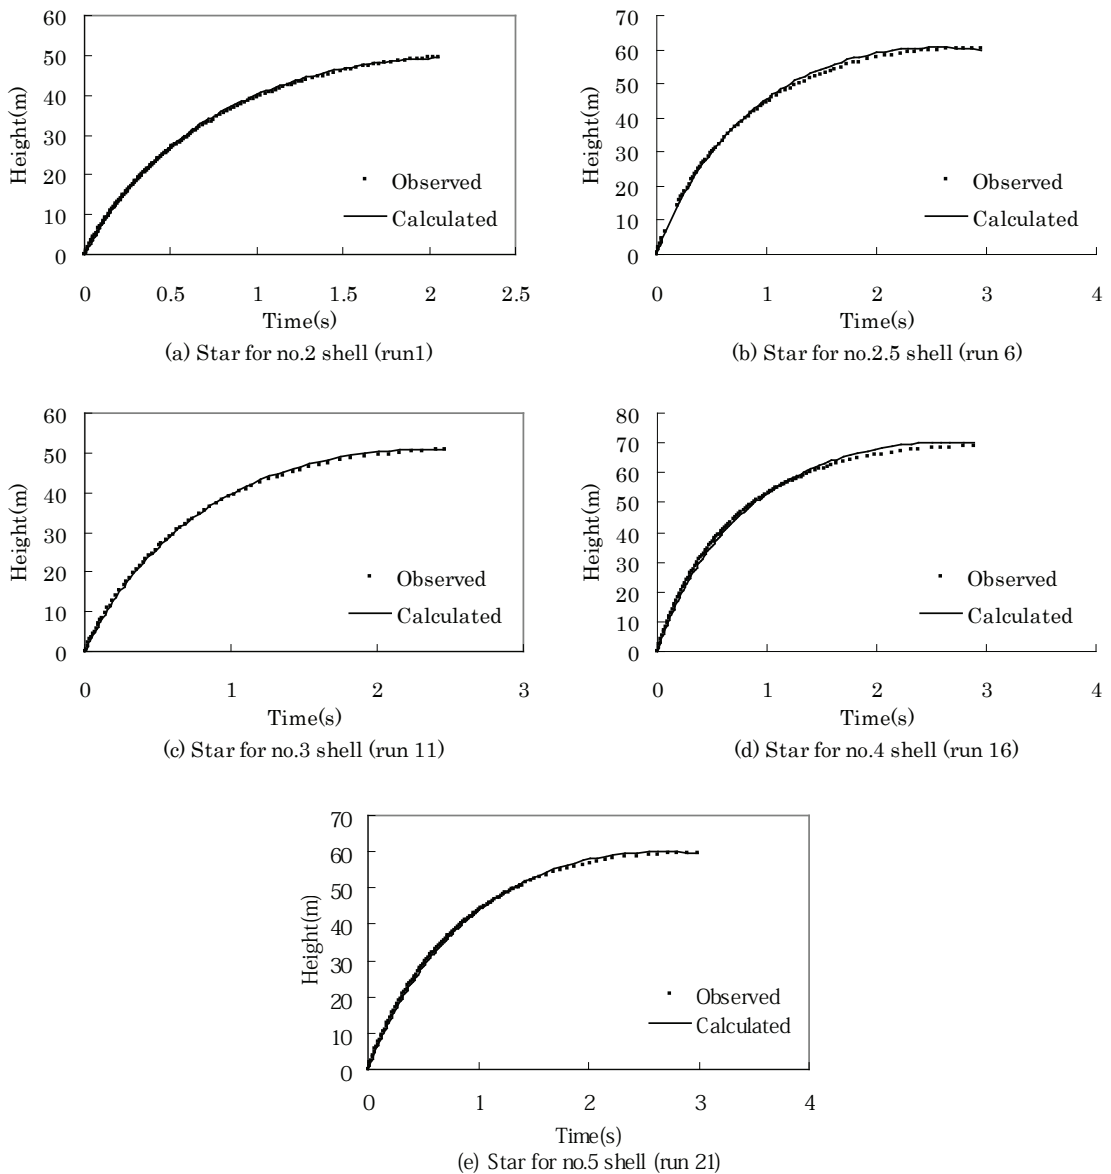 60
50
40
30
20
10
0
Height(m)
Observed
Calculated
0 0.5 1 1.5 2 2.5
Time(s)
(a) Star for no.2 shell (run1)
70
60
50
40
30
20
10
0
Height(m)
Observed
Calculated
0 1 2 3 4
Time(s)
(b) Star for no.2.5 shell (run 6)
60
50
40
30
20
10
0
Height(m)
Observed
Calculated
0 1 2 3
Time(s)
(c) Star for no.3 shell (run 11)
80
70
60
50
40
30
20
10
0
Height(m)
Observed
Calculated
0 1 2 3 4
Time(s)
(d) Star for no.4 shell (run 16)
70
60
50
40
30
20
10
0
Height(m)
Observed
Calculated
0 1 2 3 4
Time(s)
(e) Star for no.5 shell (run 21)